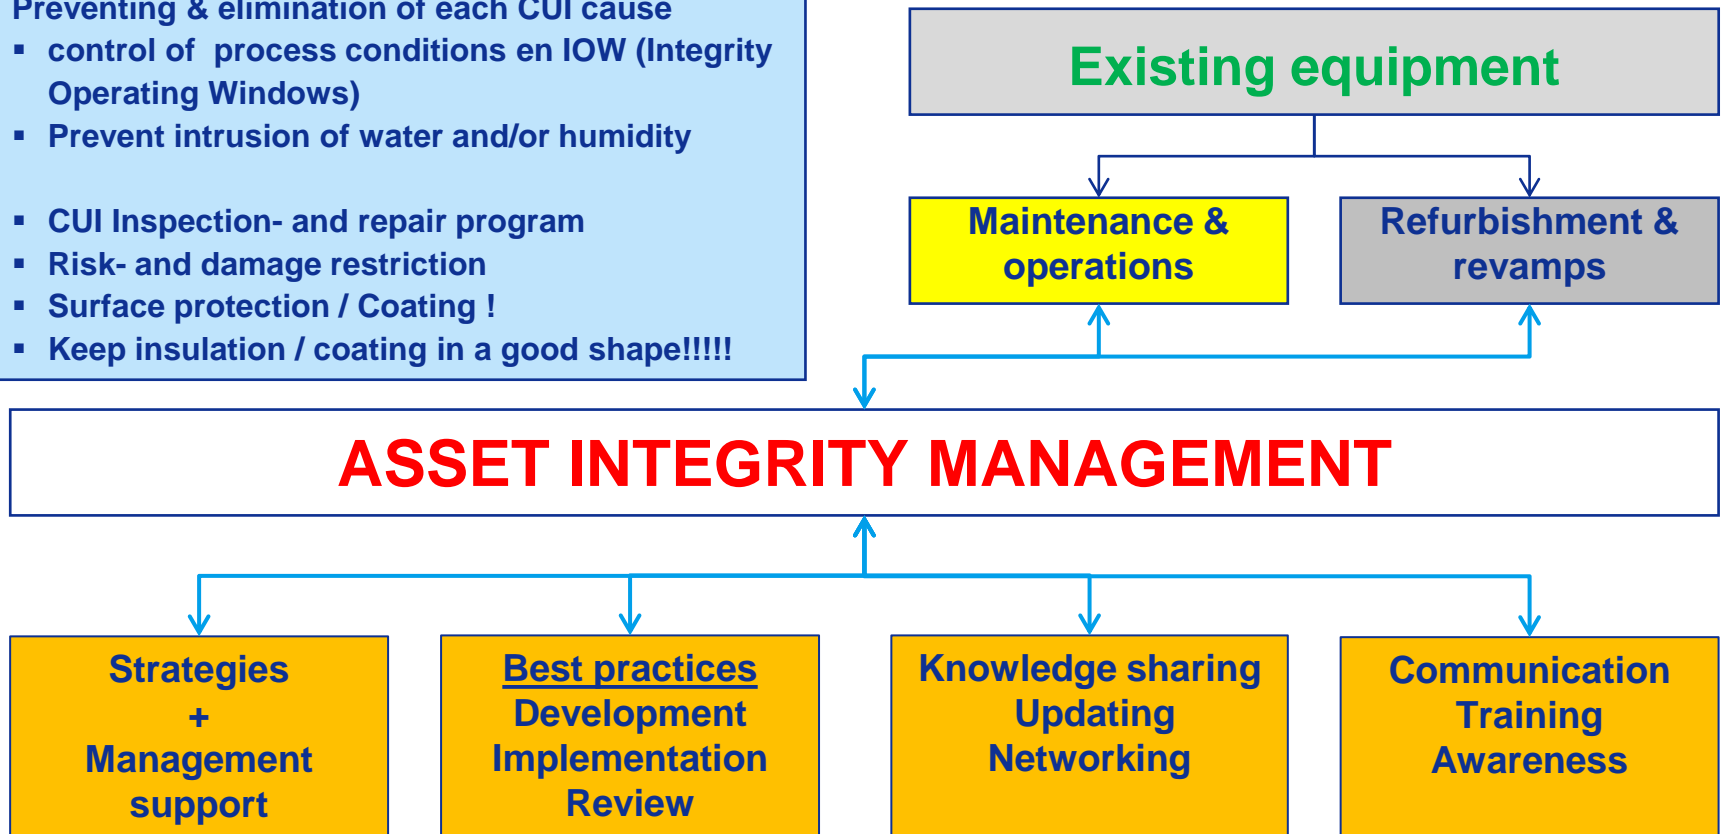 Preventing & elimination of each CUI cause
▪ control of process conditions en IOW (Integrity
Operating Windows)
▪ Prevent intrusion of water and/or humidity
▪ CUI Inspection- and repair program
▪ Risk- and damage restriction
▪ Surface protection / Coating !
▪ Keep insulation / coating in a good shape!!!!!
Existing equipment
Maintenance &
operations
Refurbishment &
revamps
ASSET INTEGRITY MANAGEMENT
Strategies
+
Management
support
Best practices
Development
Implementation
Review
Knowledge sharing
Updating
Networking
Communication
Training
Awareness